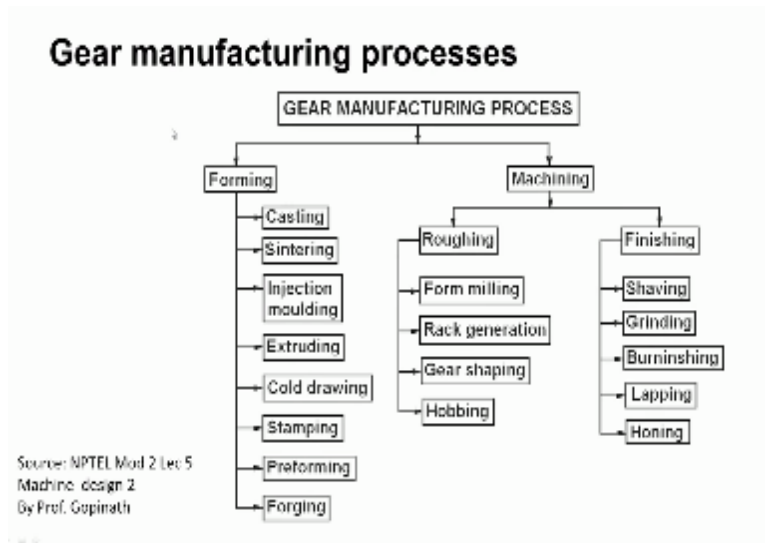 Gear manufacturing processes
GEAR MANUFACTURING PROCESS
Forming
Casting
Sintering
Injection
moulding
Extruding
Cold drawing
Stamping
Preforming
Forging
Machining
Roughing
Form milling
Rack generation
Gear shaping
Hobbing
Finishing
Shaving
Grinding
Burninshing
Lapping
Honing
Source: NPTEL Mod 2 Lec 5
Machine design 2
By Prof. Gopinath